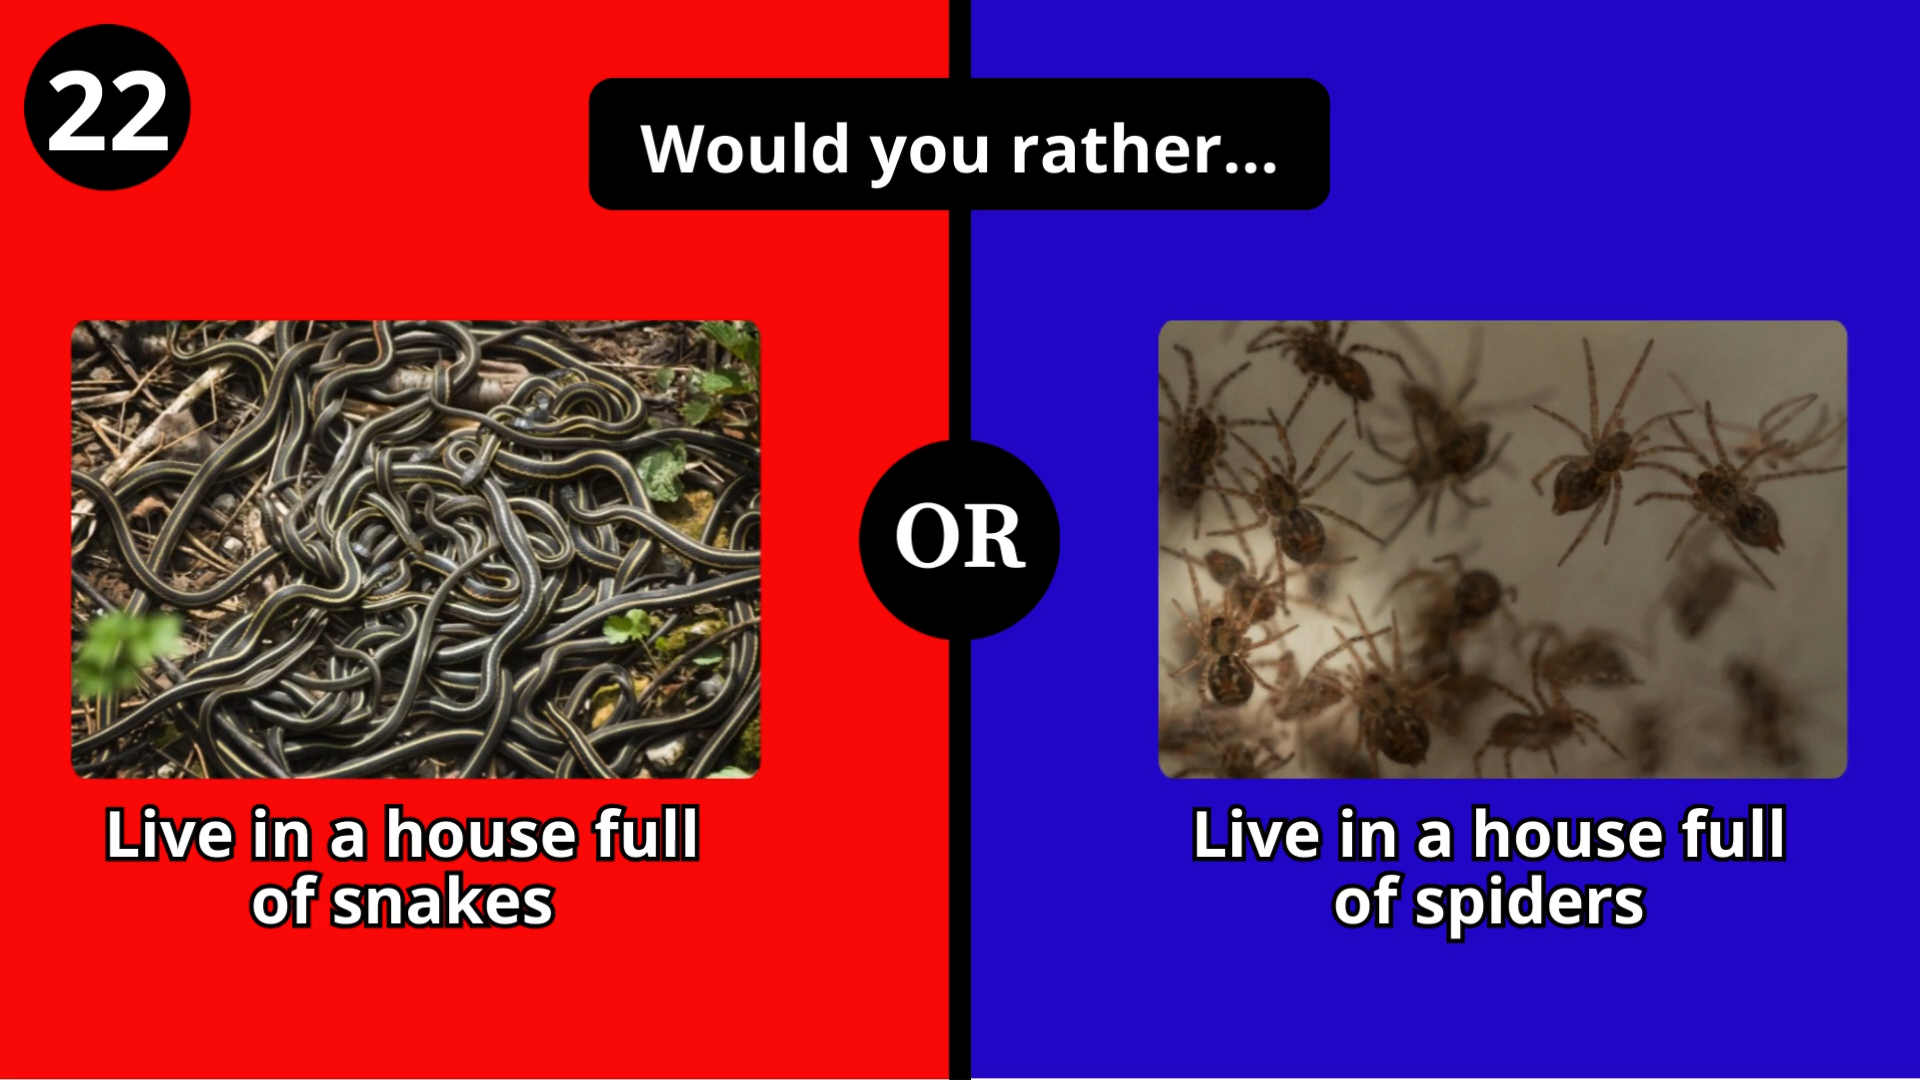 22
Would you rather...
OR
Live in a house full
of snakes
Live in a house full
of spiders